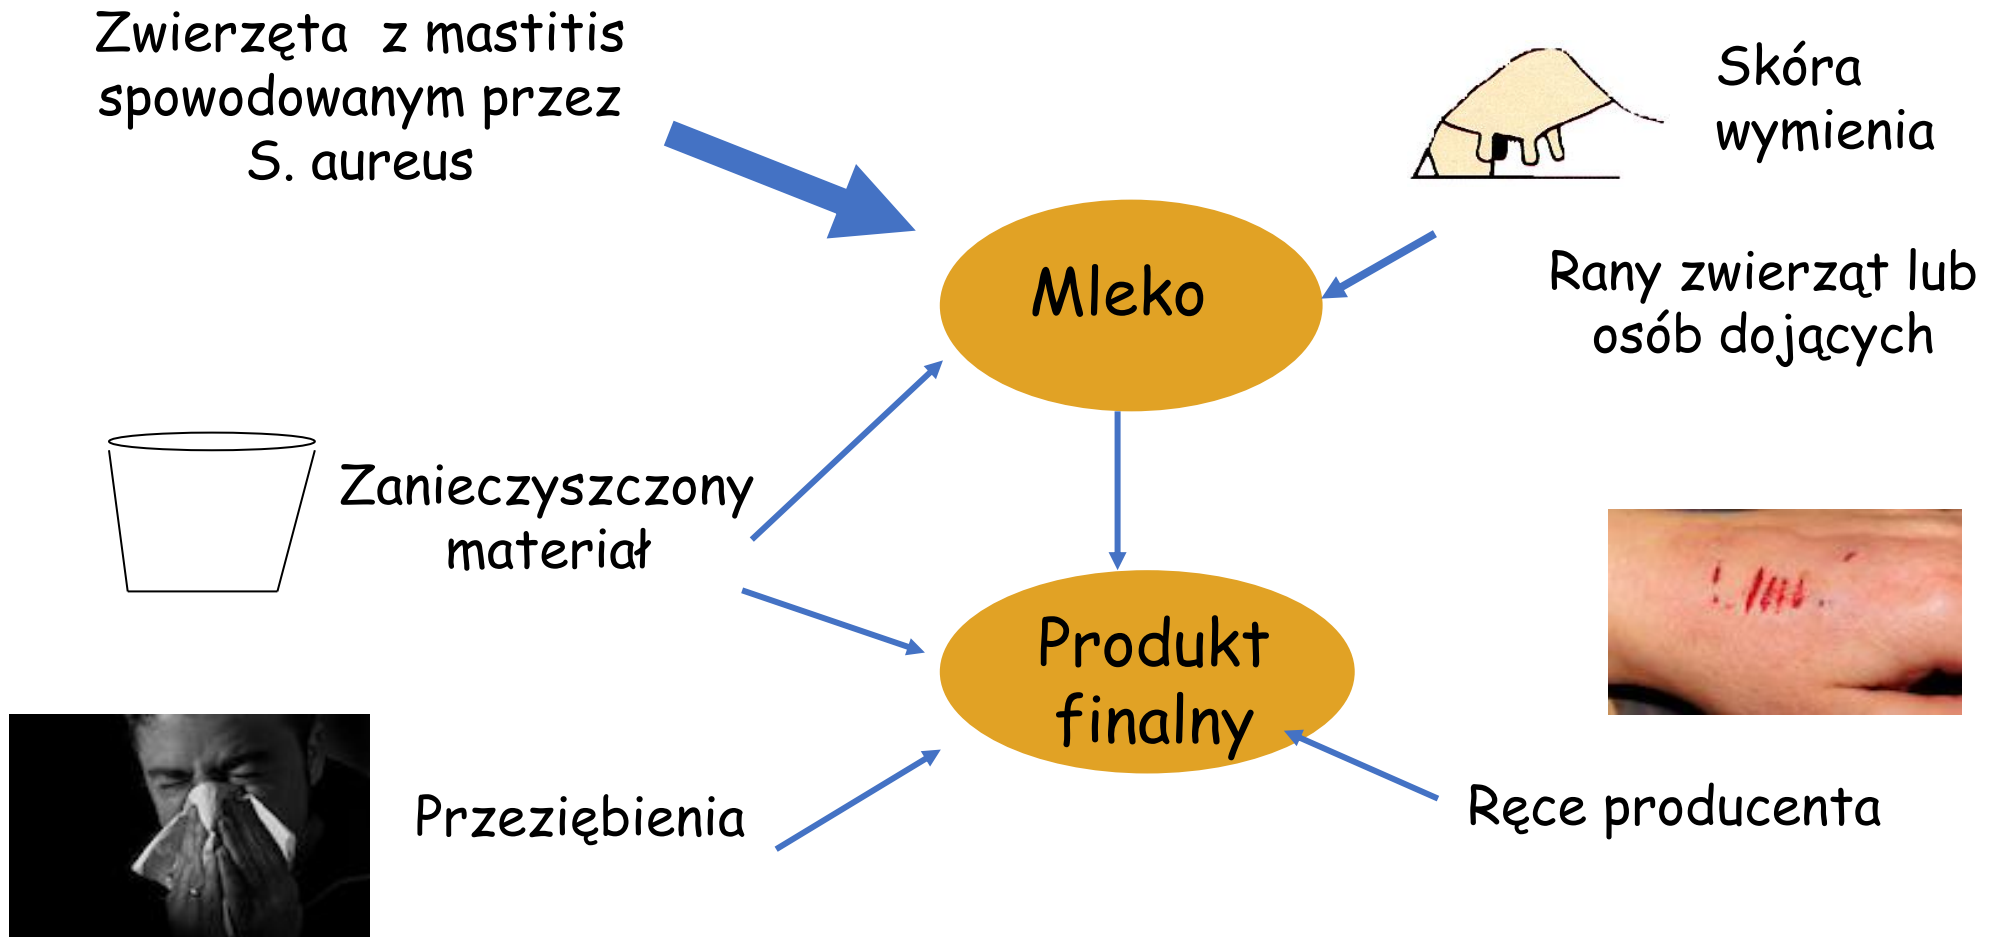 Zwierzęta z mastitis
spowodowanym przez
S. aureus
Skóra
wymienia
Mleko
Rany zwierząt lub
osób dojących
Zanieczyszczony
materiał
Produkt
finalny
Przeziębienia
Ręce producenta